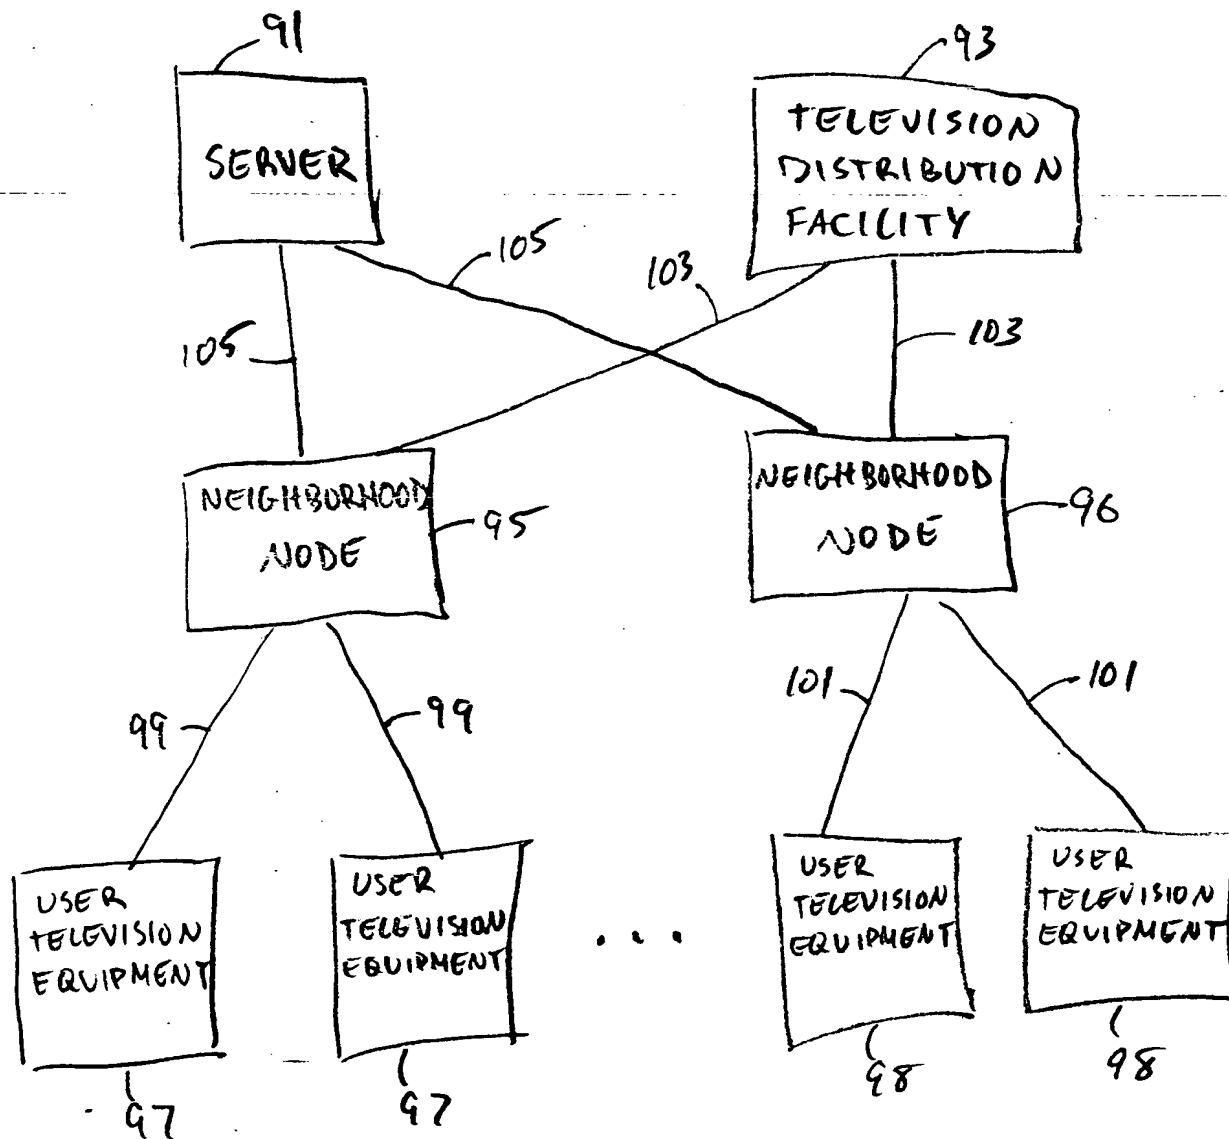 91
93
SERVER
TELEVISION
DISTRIBUTION
FACILITY
105
103
105
103
NEIGHBORHOOD
NODE
95
NEIGHBORHOOD
NODE
96
99
99
101
101
USER
TELEVISION
EQUIPMENT
USER
TELEVISION
EQUIPMENT
...
USER
TELEVISION
EQUIPMENT
USER
TELEVISION
EQUIPMENT
97
97
98
98